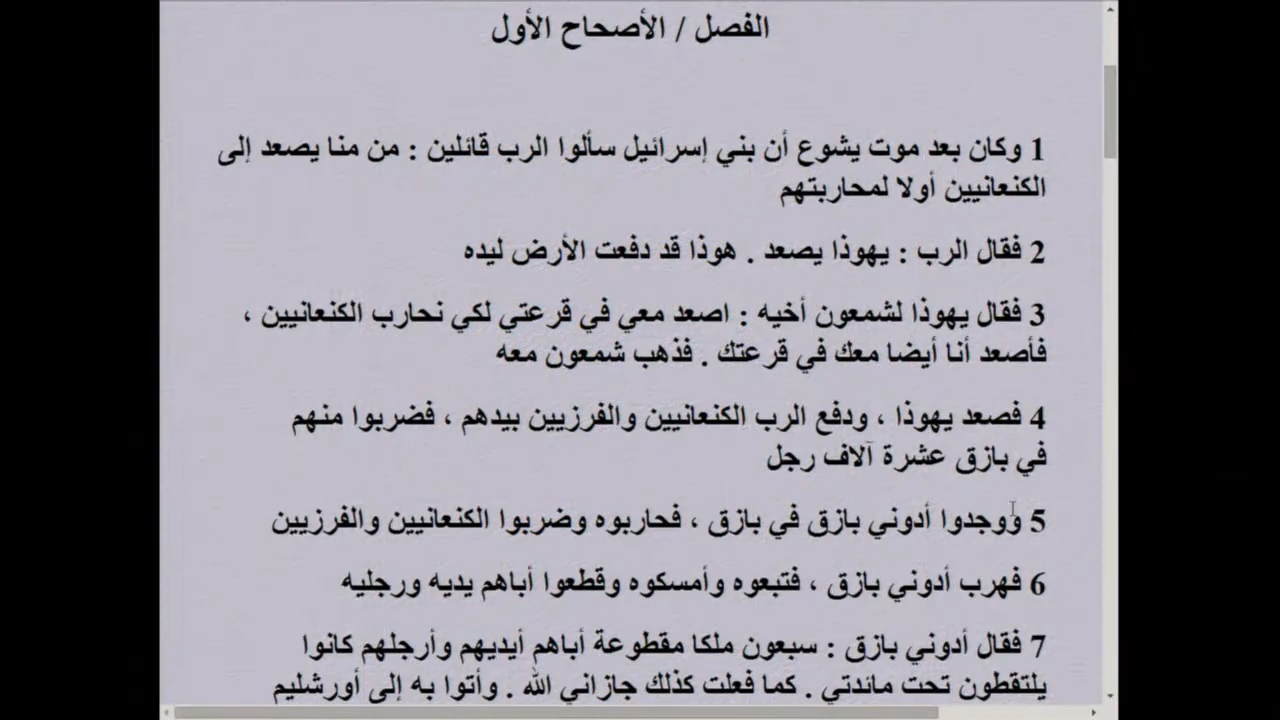 الفصل / الأصحاح الأول
1 وكان بعد موت يشوع أن بني إسرائيل سألوا الرب قائلين : من منا يصعد إلى
الكنعانيين أولا لمحاربتهم
2 فقال الرب : يهوذا يصعد . هوذا قد دفعت الأرض ليده
3 فقال يهوذا لشمعون أخيه : اصعد معي في قرعتي لكي نحارب الكنعانيين ،
فأصعد أنا أيضا معك في قرعتك . فذهب شمعون معه
4 فصعد يهوذا ، ودفع الرب الكنعانيين والفرزيين بيدهم ، فضربوا منهم
في بازق عشرة آلاف رجل
5 ووجدوا أدوني بازق في بازق ، فحاربوه وضربوا الكنعانيين والفرزيين
6 فهرب أدوني بازق ، فتبعوه وأمسكوه وقطعوا أباهم يديه ورجليه
7 فقال أدوني بازق : سبعون ملكا مقطوعة أباهم أيديهم وأرجلهم كانوا
يلتقطون تحت مائدتي . كما فعلت كذلك جازاني الله . وأتوا به إلى أورشليم